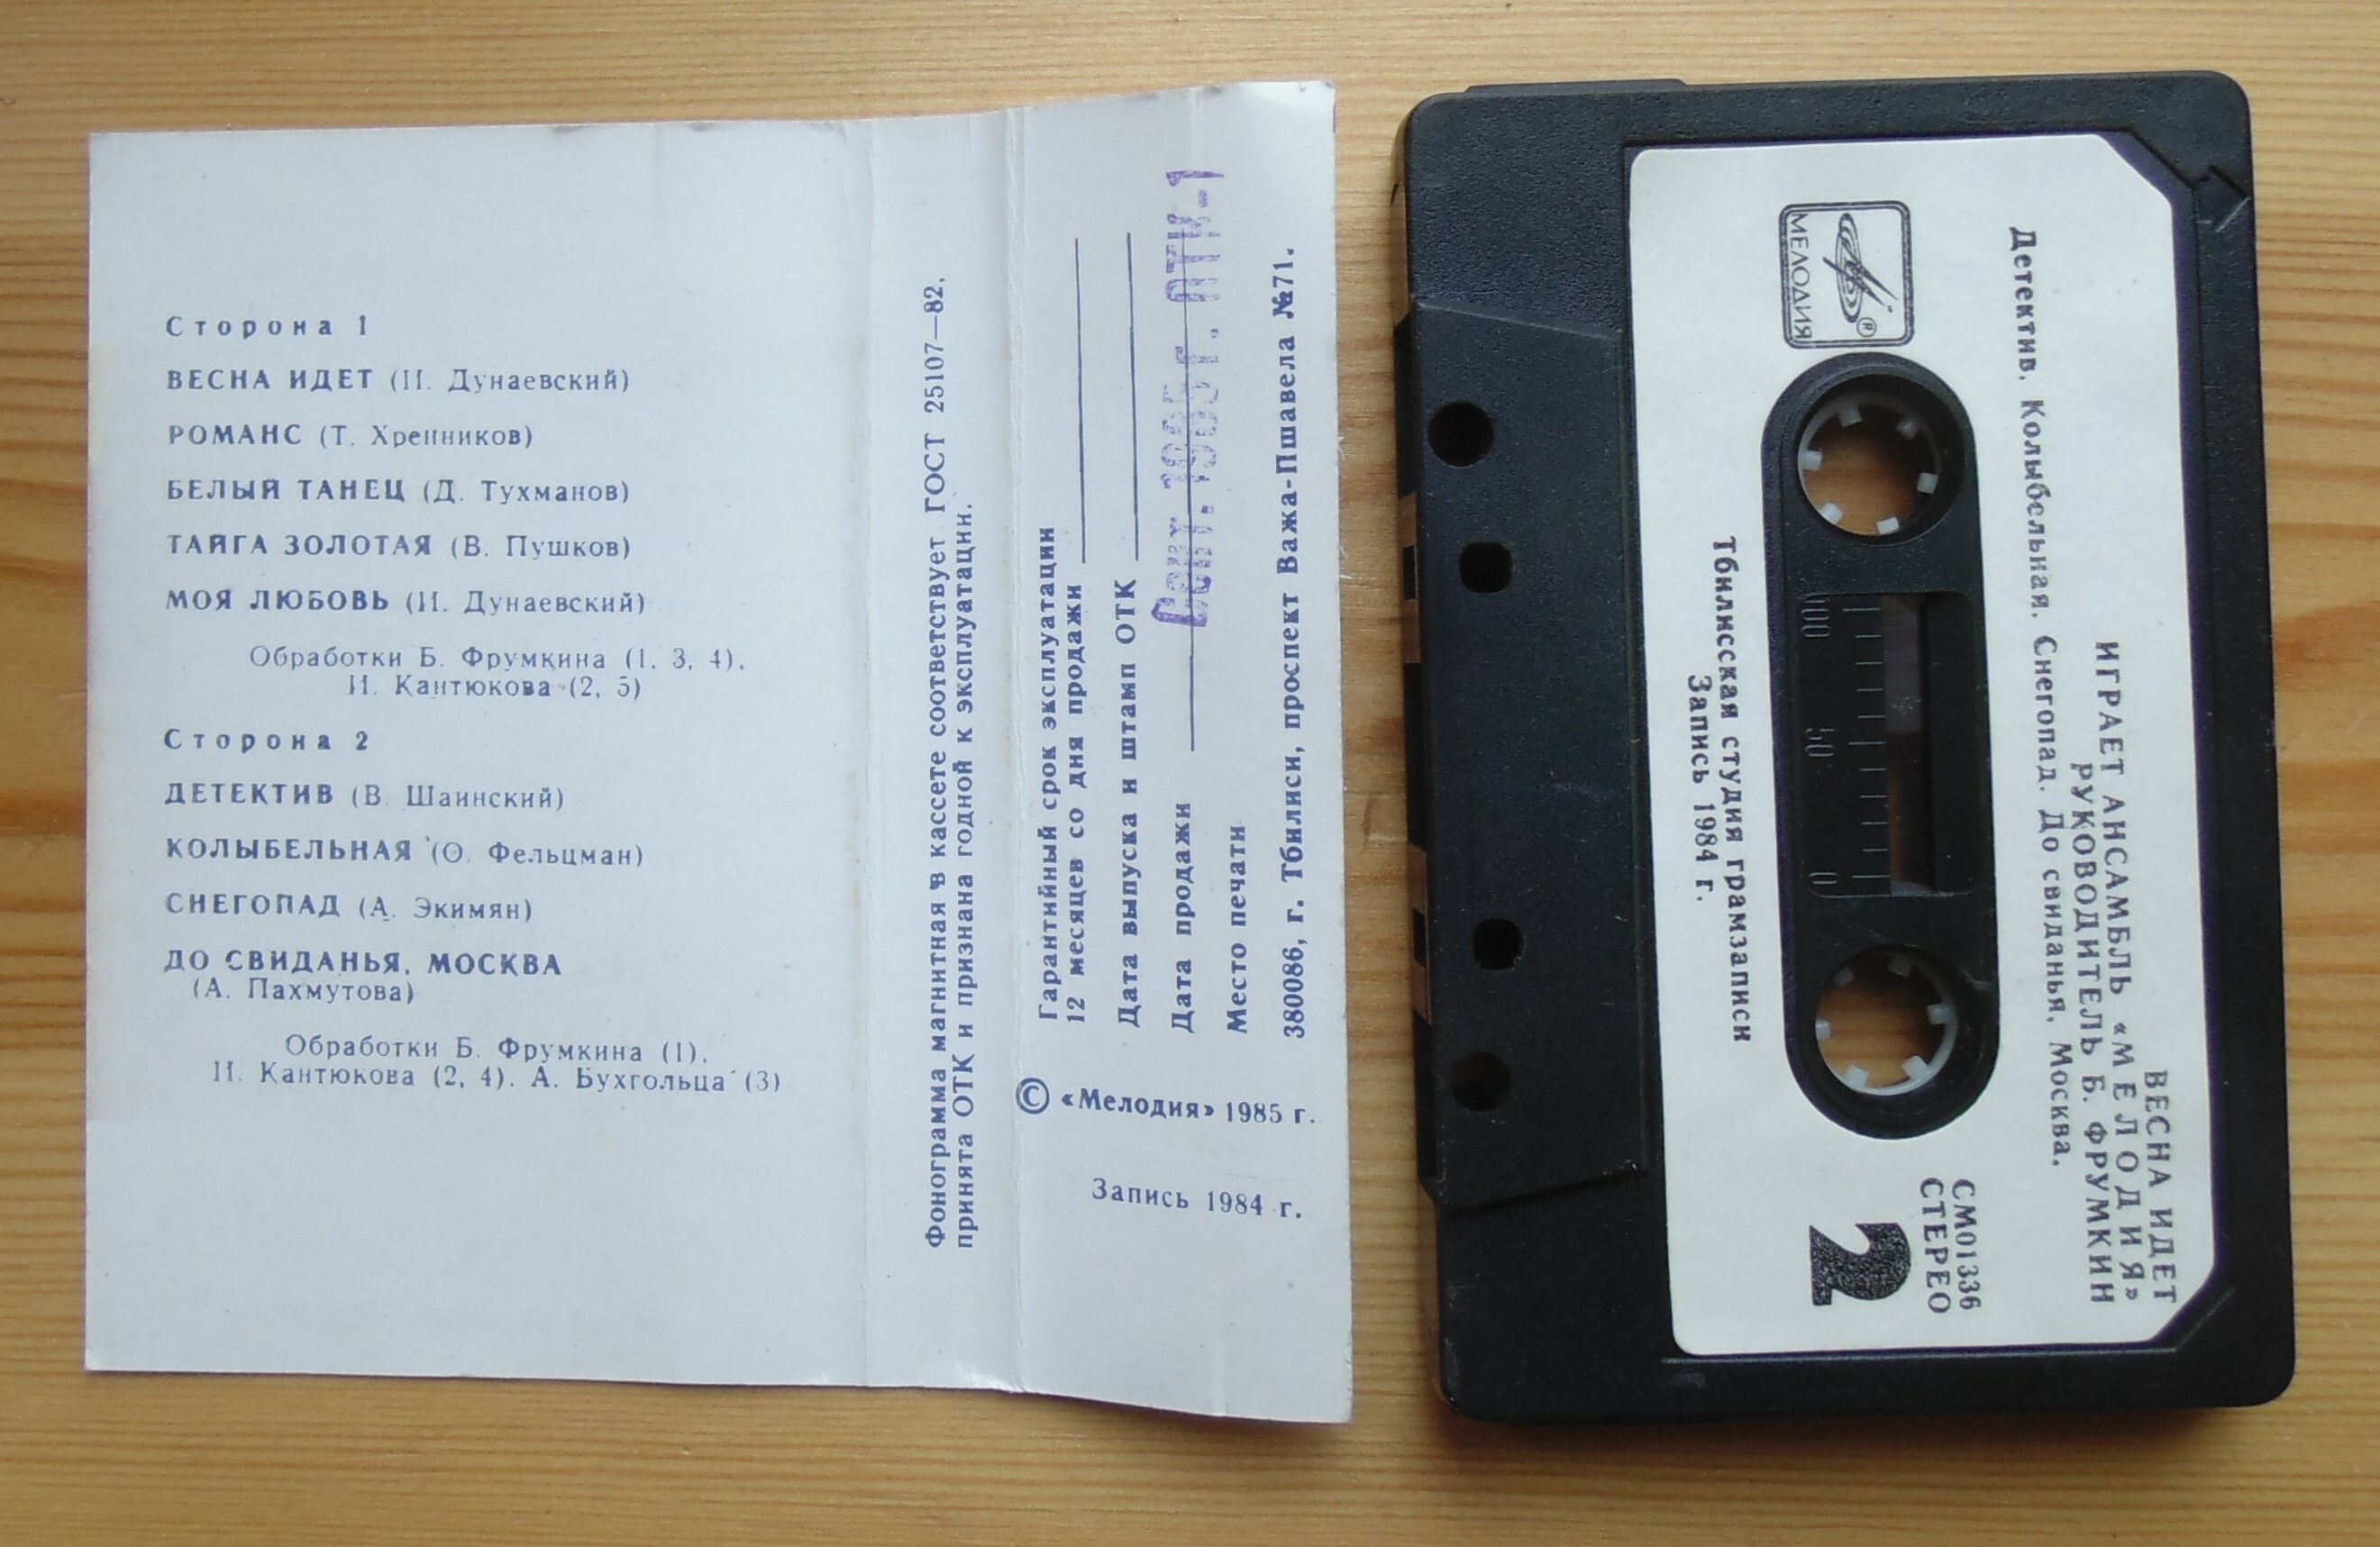 Сторона 1
ВЕСНА ИДЕТ (И. Дунаевский)
РОМАНС (Т. Хренников)
БЕЛЫЙ ТАНЕЦ (Д. Тухманов)
ТАЙГА ЗОЛОТАЯ (В. Пушков)
МОЯ ЛЮБОВЬ (И. Дунаевский)
Обработки Б. Фрумкина (1, 3, 4),
И. Кантюкова (2, 5)
Сторона 2
ДЕТЕКТИВ (В. Шаинский)
КОЛЫБЕЛЬНАЯ (О. Фельцман)
СНЕГОПАД (А. Экимян)
ДО СВИДАНЬЯ, МОСКВА
(А. Пахмутова)
Обработки Б. Фрумкина (1),
И. Кантюкова (2, 4), А. Бухгольца (3)
Фонограмма магнитная в кассете соответствует ГОСТ 25107—82,
принята ОТК и признана годной к эксплуатации.
Гарантийный срок эксплуатации
12 месяцев со дня продажи
Дата выпуска и штамп ОТК
Дата продажи
1985г.
Место печати
380086, г. Тбилиси, проспект Важа-Пшавела №71.
© «Мелодия» 1985 г.
Запись 1984 г.
ВЕСНА ИДЕТ
ИГРАЕТ АНСАМБЛЬ «МЕЛОДИЯ»
РУКОВОДИТЕЛЬ Б. ФРУМКИН
Детектив. Колыбельная. Снегопад. До свиданья, Москва.
МЕЛОДИЯ
®
СМ01336
СТЕРЕО
2
100 50 0
Тбилисская студия грамзаписи
Запись 1984 г.